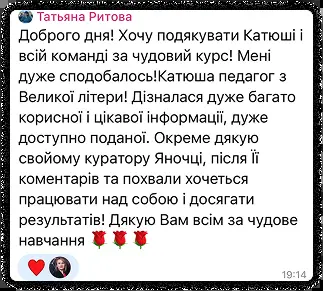 Татьяна Ритова
Доброго дня! Хочу подякувати Катюші і
всій команді за чудовий курс! Мені
дуже сподобалось!Катюша педагог з
Великої літери! Дізналася дуже багато
корисної і цікавої інформації, дуже
доступно поданої. Окреме дякую
свойому куратору Яночці, після Її
коментарів та похвали хочеться
працювати над собою і досягати
результатів! Дякую Вам всім за чудове
навчання 🌹🌹🌹
❤️
19:14